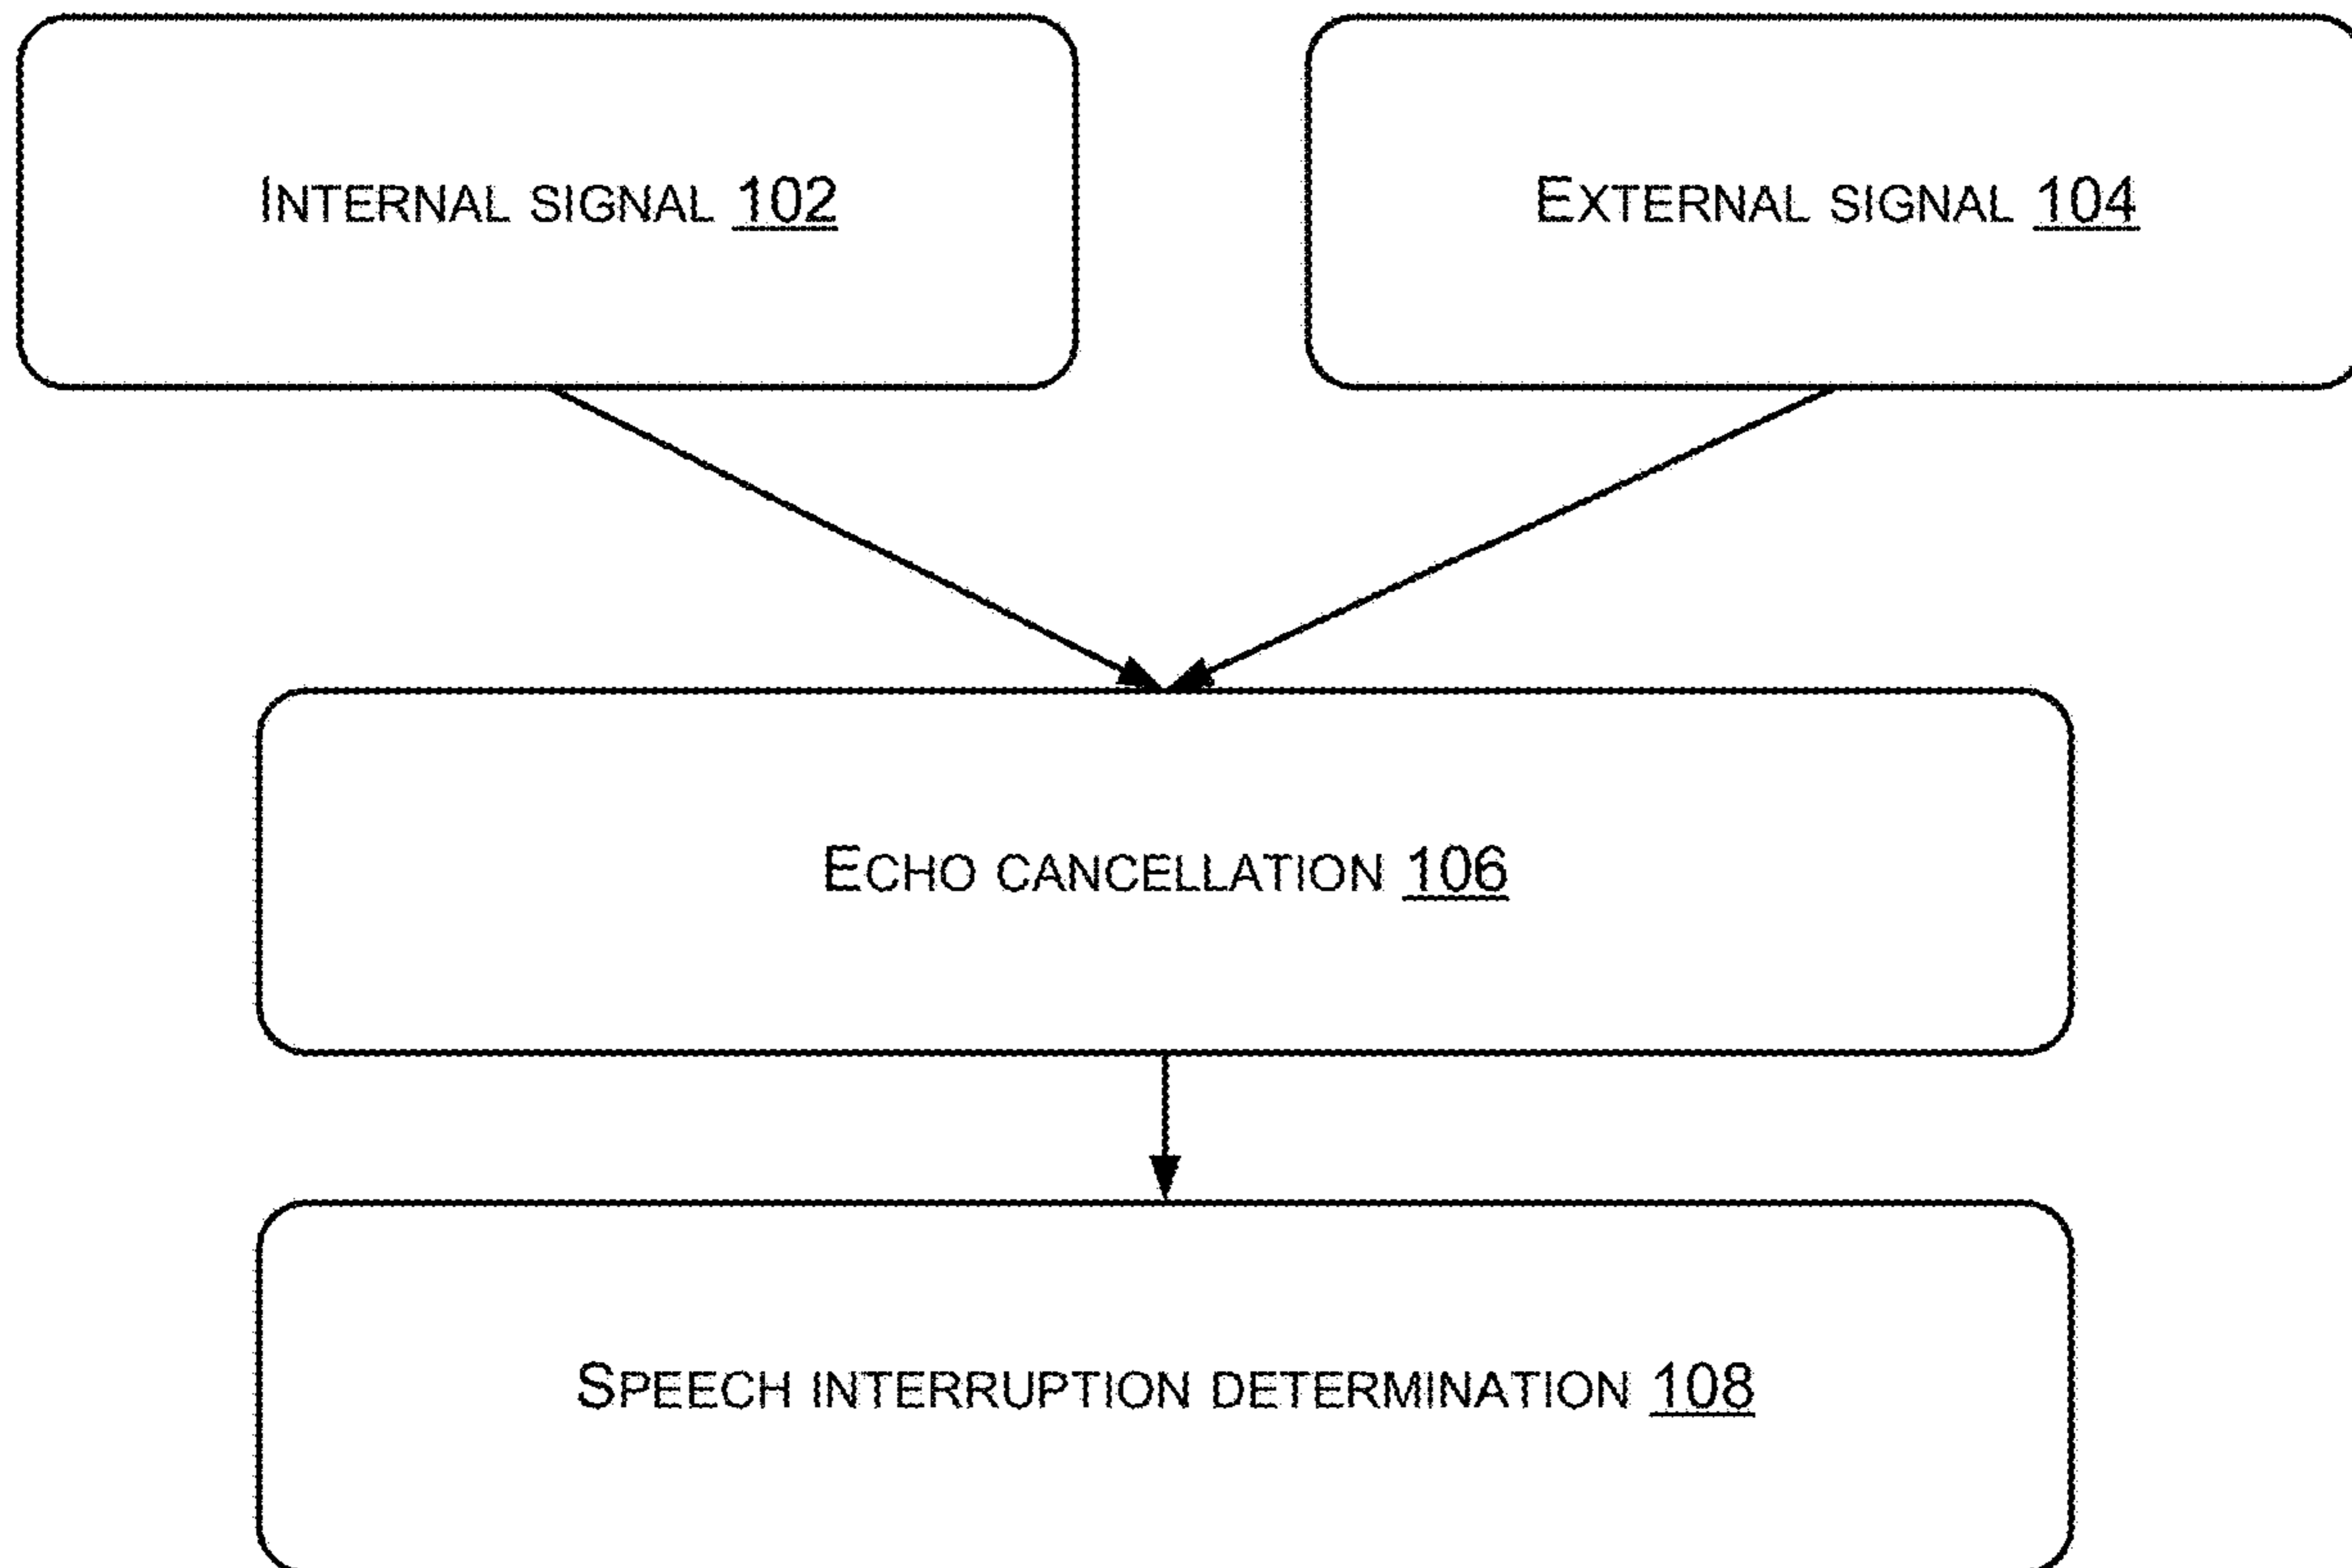 INTERNAL SIGNAL 102
EXTERNAL SIGNAL 104
ECHO CANCELLATION 106
SPEECH INTERRUPTION DETERMINATION 108